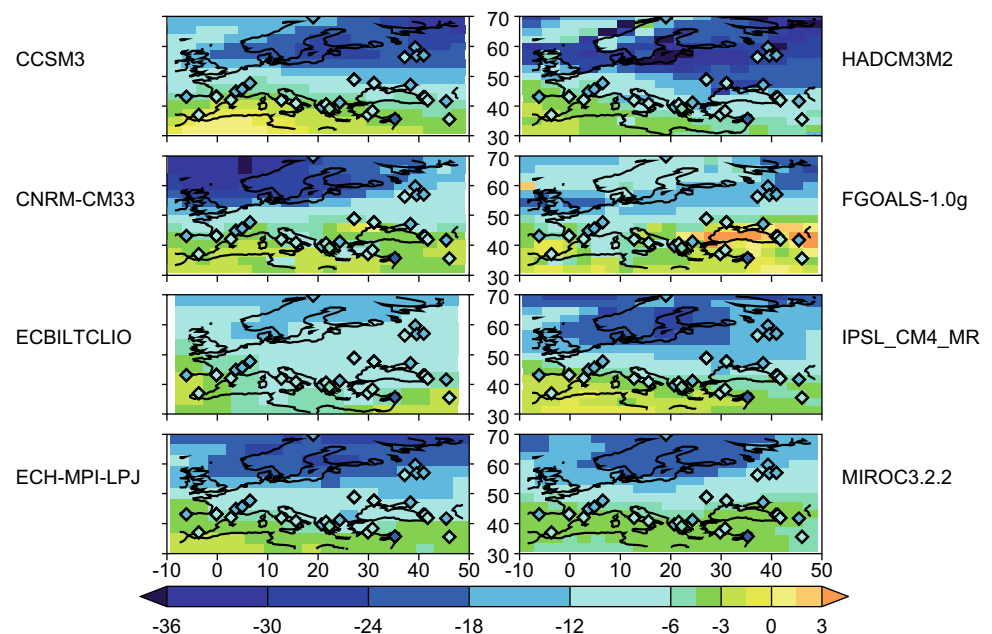 CCSM3
70
60
50
40
30
HADCM3M2
CNRM-CM33
70
60
50
40
30
FGOALS-1.0g
ECBILTCLIO
70
60
50
40
30
IPSL_CM4_MR
ECH-MPI-LPJ
70
60
50
40
30
MIROC3.2.2
-10 0 10 20 30 40 50
-10 0 10 20 30 40 50
-36 -30 -24 -18 -12 -6 -3 0 3